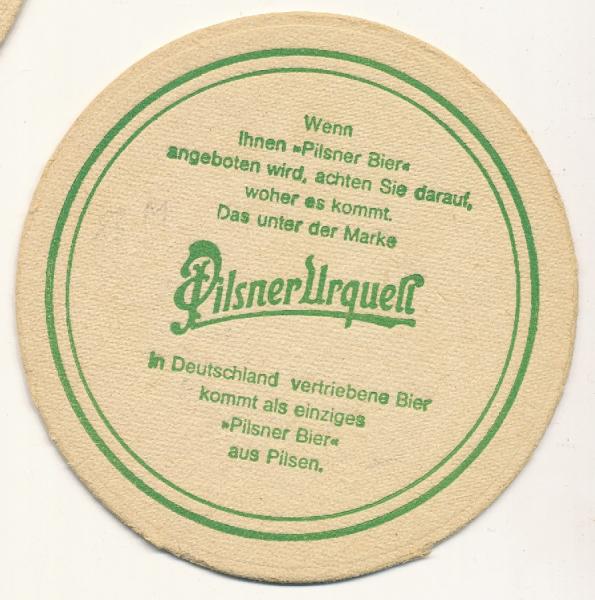 Wenn
Ihnen »Pilsner Bier«
angeboten wird, achten Sie darauf,
woher es kommt.
Das unter der Marke
Pilsner Urquell
in Deutschland vertriebene Bier
kommt als einziges
»Pilsner Bier«
aus Pilsen.